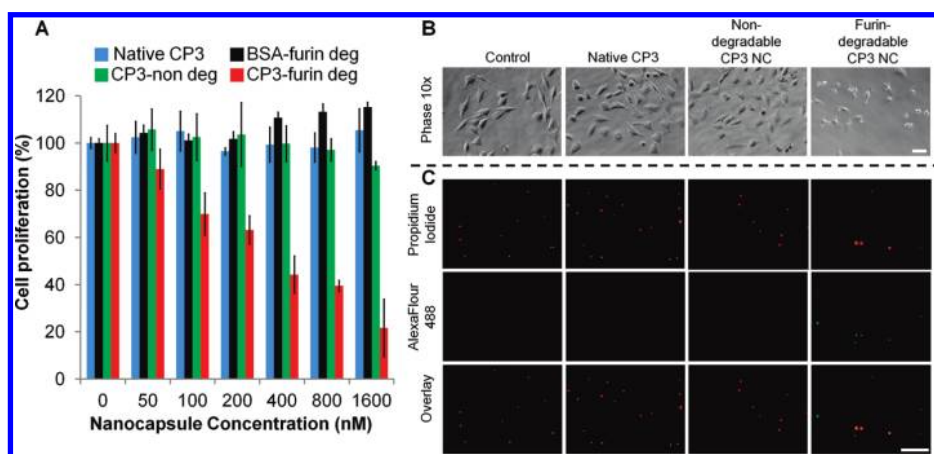 A
Native CP3
BSA-furin deg
CP3-non deg
CP3-furin deg
Cell proliferation (%)
120
100
80
60
40
20
0
0 50 100 200 400 800 1600
Nanocapsule Concentration (nM)
B
Control
Native CP3
Non-
degradable
CP3 NC
Furin-
degradable
CP3 NC
Phase 10x
C
Propidium
Iodide
AlexaFlour
488
Overlay